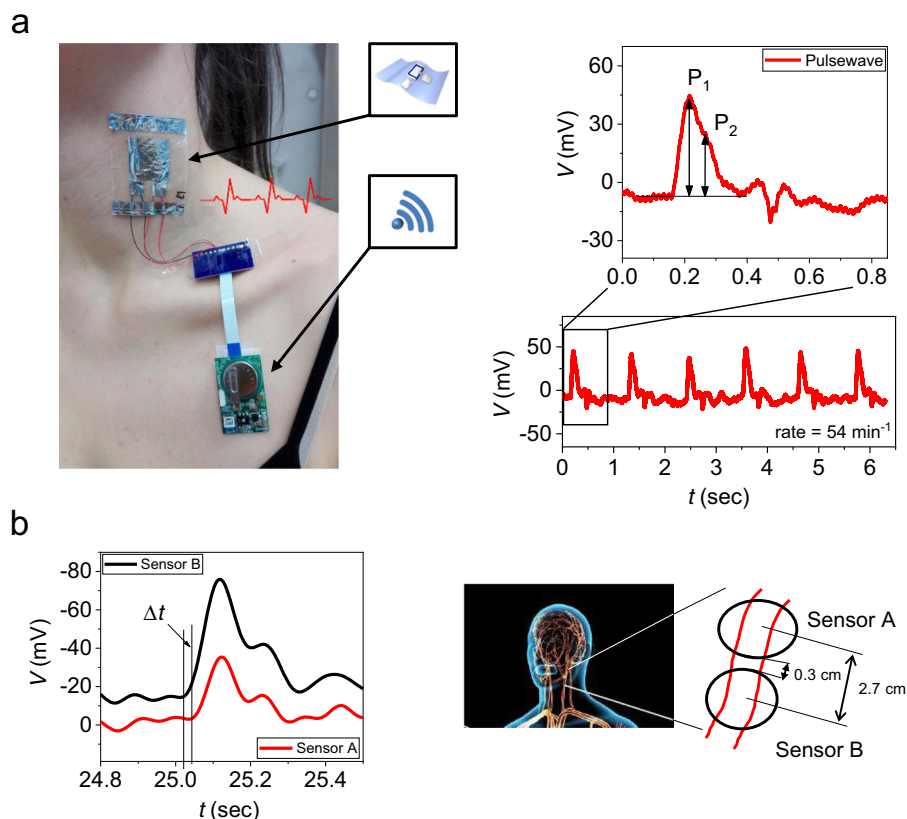 a
60
30
0
-30
V (mV)
Pulsewave
P1
P2
0.0 0.2 0.4 0.6 0.8
50
0
-50
V (mV)
rate = 54 min-1
0 1 2 3 4 5 6
t (sec)
b
-80
-60
-40
-20
0
V (mV)
Sensor B
Δt
Sensor A
24.8 25.0 25.2 25.4
t (sec)
Sensor A
0.3 cm
2.7 cm
Sensor B